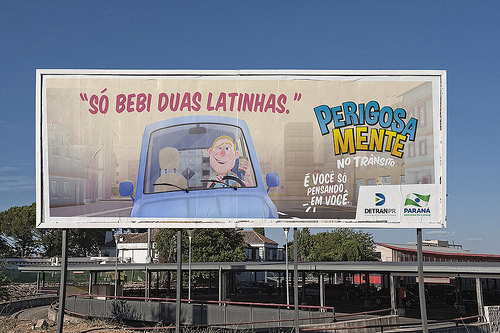 "SÓ BEBI DUAS LATINHAS."
PERIGOSA
MENTE
NO TRÂNSITO
É VOCÊ SÓ
PENSANDO
EM VOCÊ.
DETRANPR
PARANÁ